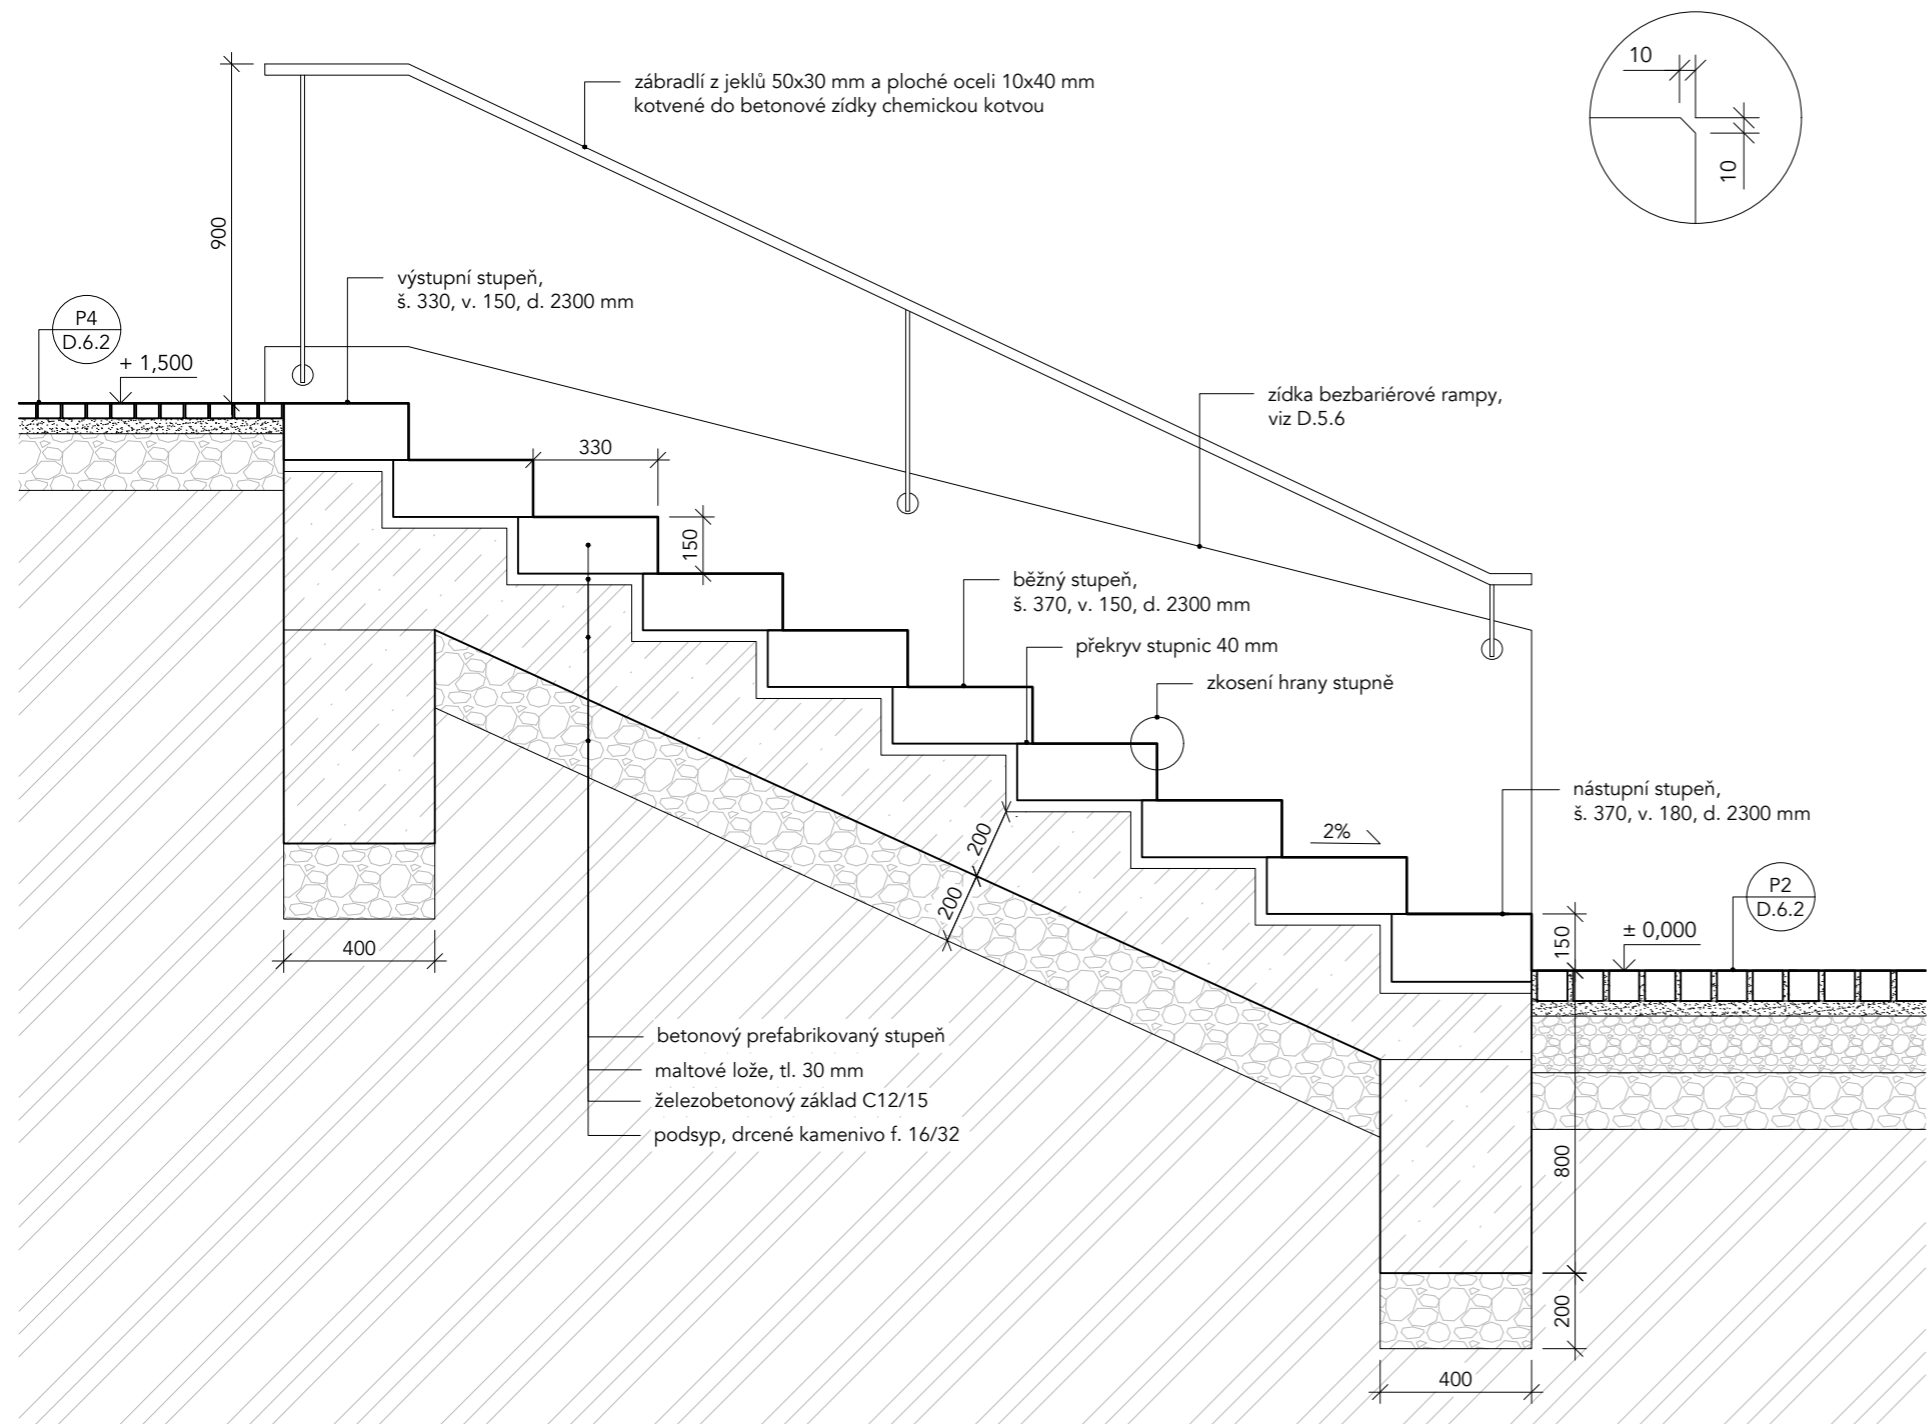 10
10
zábradlí z jeklů 50x30 mm a ploché oceli 10x40 mm
kotvené do betonové zídky chemickou kotvou
900
výstupní stupeň,
š. 330, v. 150, d. 2300 mm
P4
D.6.2
+ 1,500
zídka bezbariérové rampy,
viz D.5.6
330
150
běžný stupeň,
š. 370, v. 150, d. 2300 mm
překryv stupnic 40 mm
zkosení hrany stupně
nástupní stupeň,
š. 370, v. 180, d. 2300 mm
200
200
2%
P2
D.6.2
± 0,000
150
400
betonový prefabrikovaný stupeň
maltové lože, tl. 30 mm
železobetonový základ C12/15
podsyp, drcené kamenivo f. 16/32
800
200
400